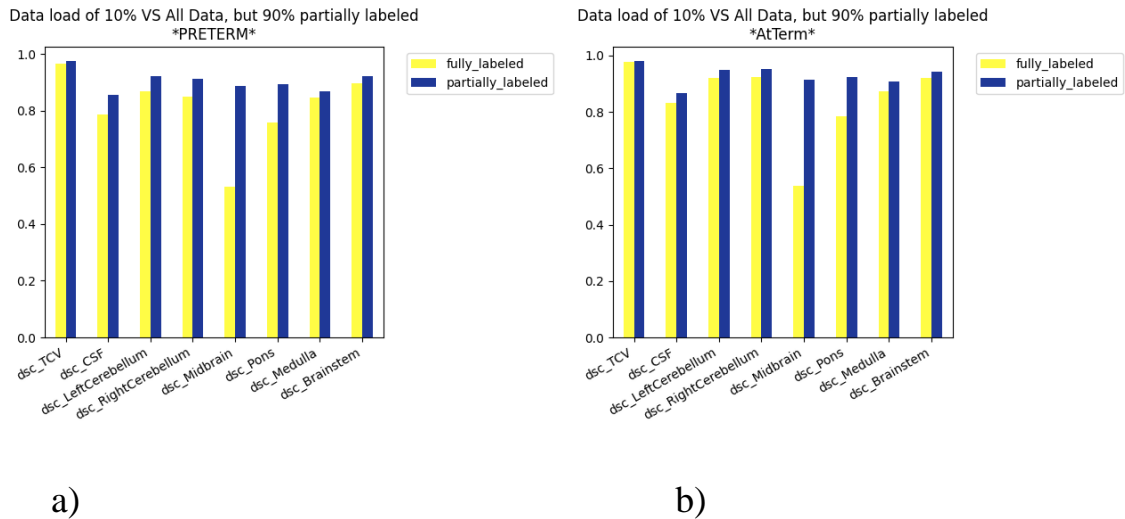 Data load of 10% VS All Data, but 90% partially labeled
*PRETERM*
1.0
0.8
0.6
0.4
0.2
0.0
dsc_TCV
dsc_CSF
dsc_LeftCerebellum
dsc_RightCerebellum
dsc_Midbrain
dsc_Pons
dsc_Medulla
dsc_Brainstem
fully_labeled
partially_labeled
a)
Data load of 10% VS All Data, but 90% partially labeled
*AtTerm*
1.0
0.8
0.6
0.4
0.2
0.0
dsc_TCV
dsc_CSF
dsc_LeftCerebellum
dsc_RightCerebellum
dsc_Midbrain
dsc_Pons
dsc_Medulla
dsc_Brainstem
fully_labeled
partially_labeled
b)